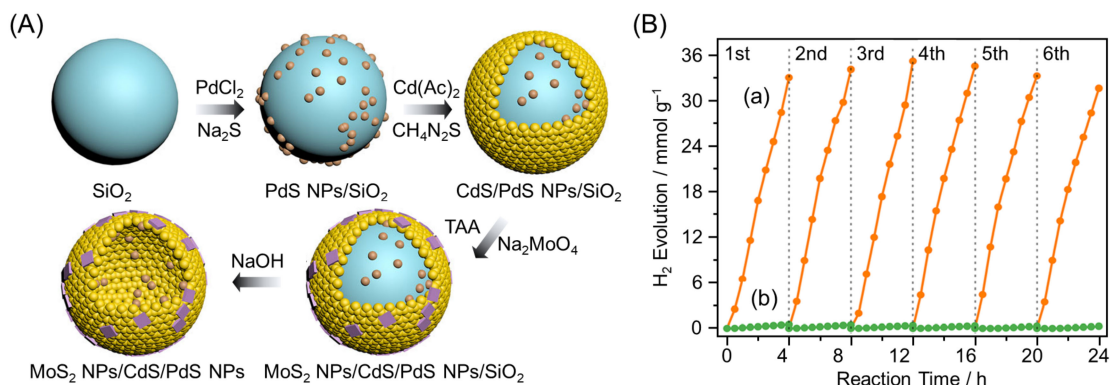 (A)
PdCl₂
Na₂S
Cd(Ac)₂
CH₄N₂S
SiO₂
PdS NPs/SiO₂
CdS/PdS NPs/SiO₂
TAA
Na₂MoO₄
NaOH
MoS₂ NPs/CdS/PdS NPs
MoS₂ NPs/CdS/PdS NPs/SiO₂
(B)
H₂ Evolution / mmol g⁻¹
36
30
24
18
12
6
0
1st 2nd 3rd 4th 5th 6th
(a)
(b)
0 4 8 12 16 20 24
Reaction Time / h